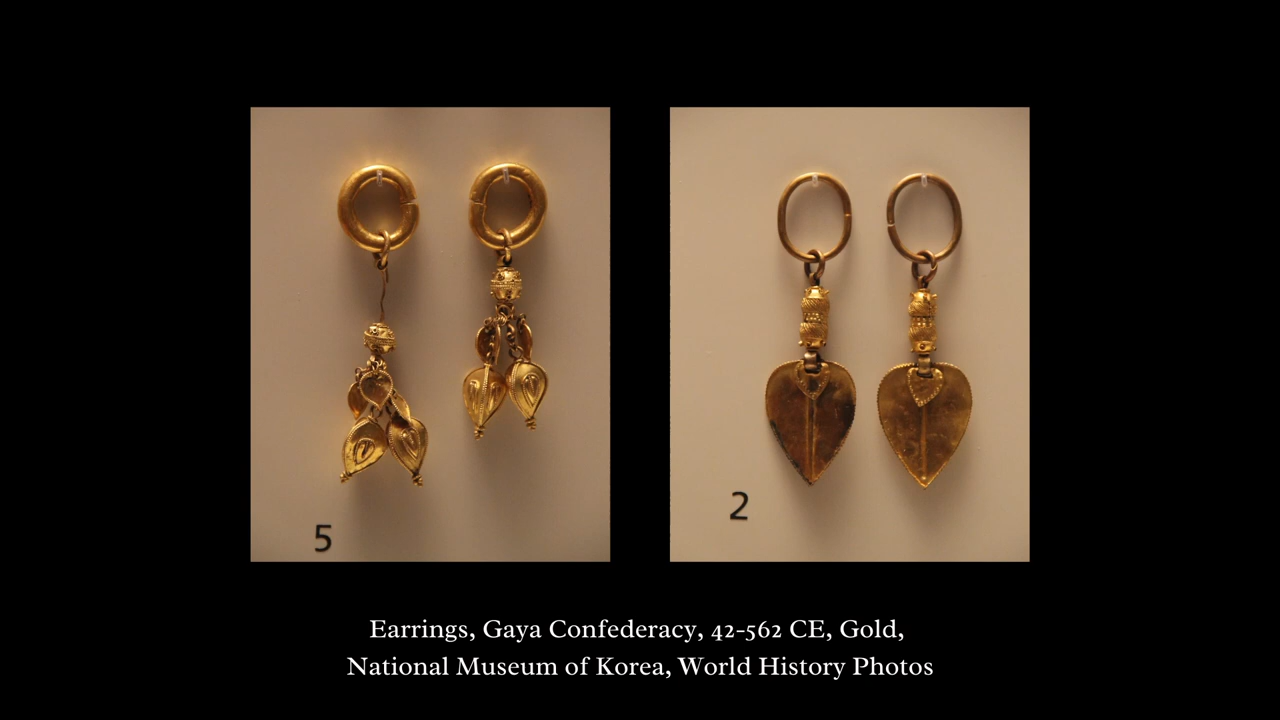 5
2
Earrings, Gaya Confederacy, 42-562 CE, Gold,
National Museum of Korea, World History Photos